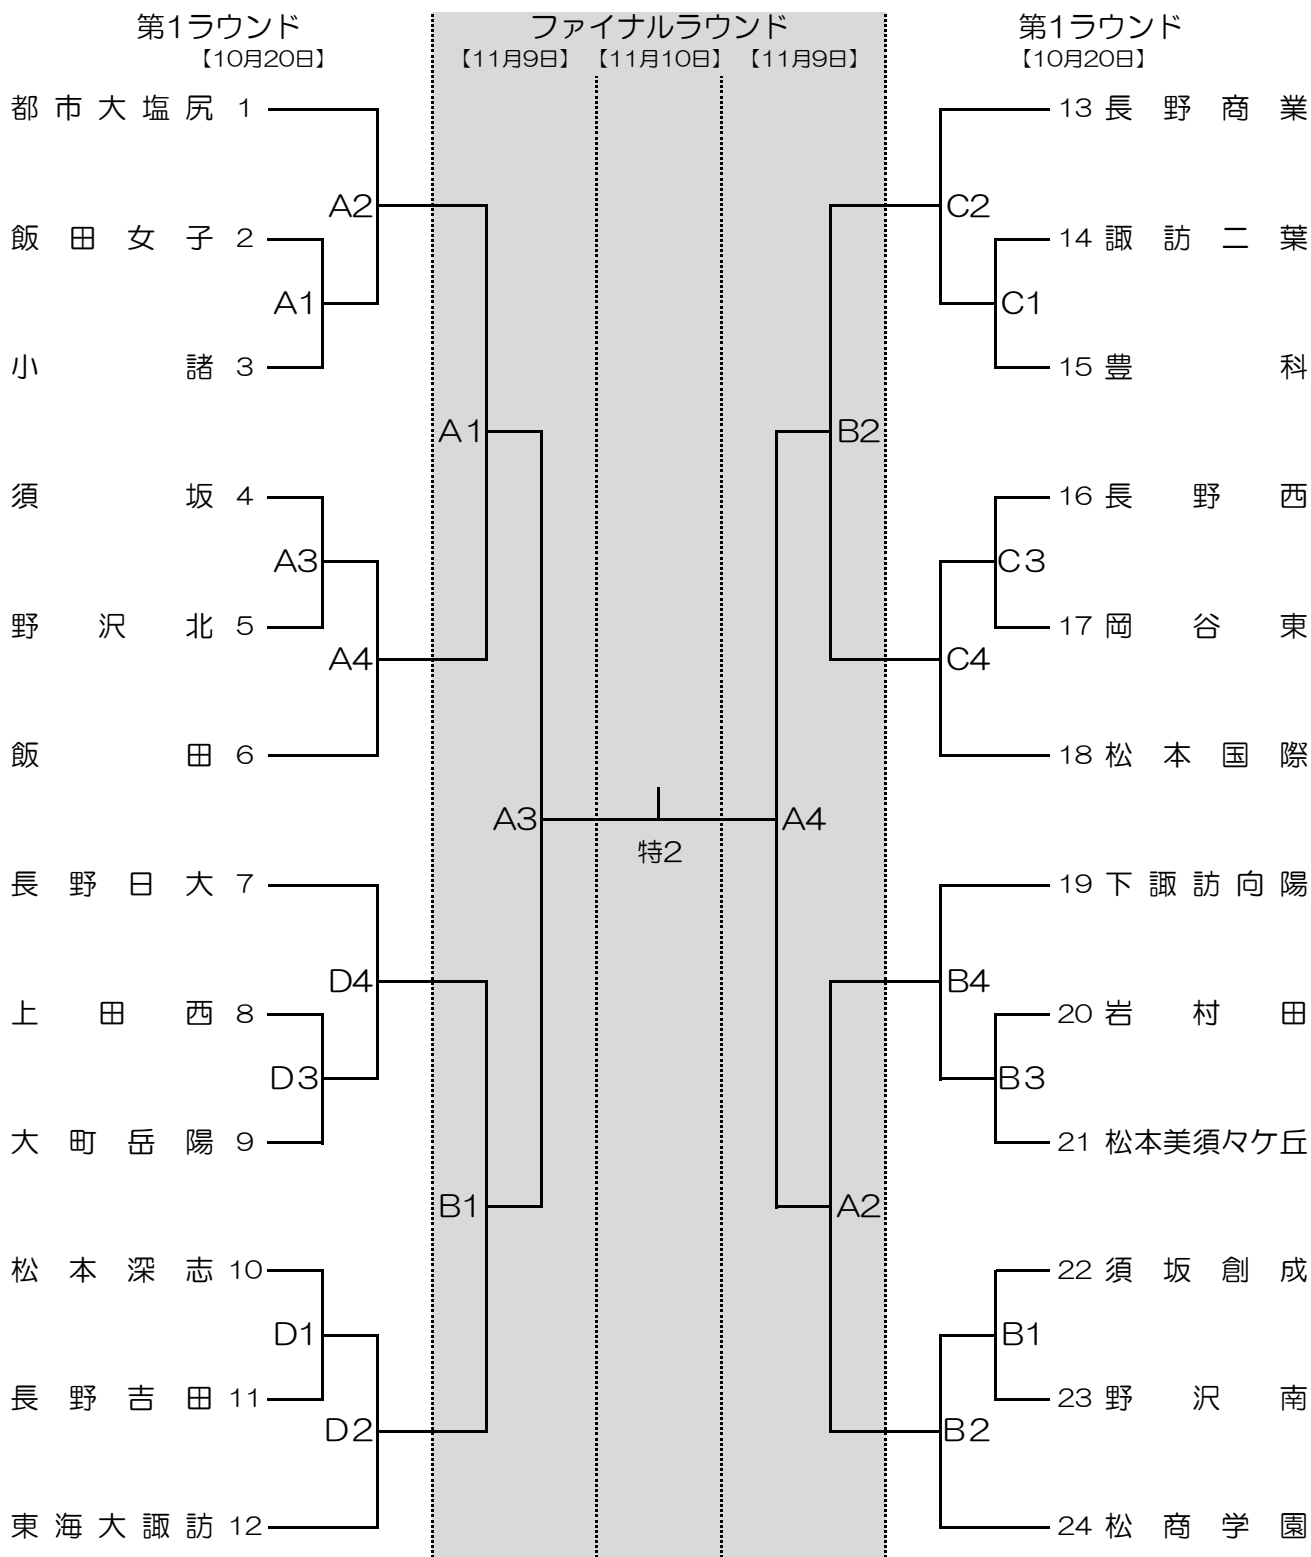 第1ラウンド ファイナルラウンド 第1ラウンド
【10月20日】 【11月9日】 【11月10日】 【11月9日】 【10月20日】
都市大塩尻 1 13 長野商業
A2 C2
飯田女子 2 14 諏訪二葉
A1 C1
小諸 3 15 豊科
A1 B2
須坂 4 16 長野西
A3 C3
野沢北 5 17 岡谷東
A4 C4
飯田 6 18 松本国際
A3 A4
特2
長野日大 7 19 下諏訪向陽
D4 B4
上田西 8 20 岩村田
D3 B3
大町岳陽 9 21 松本美須々ケ丘
B1 A2
松本深志 10 22 須坂創成
D1 B1
長野吉田 11 23 野沢南
D2 B2
東海大諏訪 12 24 松商学園